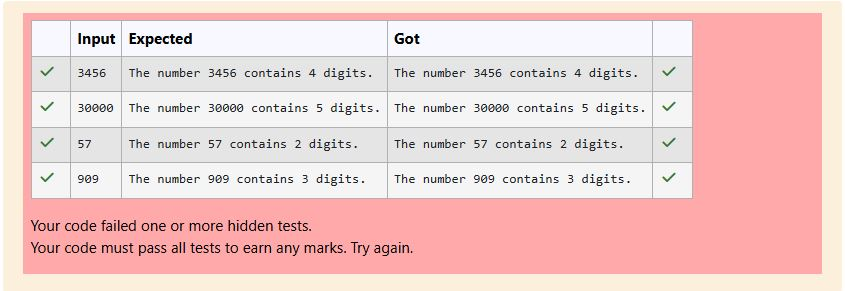 Input Expected Got
3456 The number 3456 contains 4 digits. The number 3456 contains 4 digits.
30000 The number 30000 contains 5 digits. The number 30000 contains 5 digits.
57 The number 57 contains 2 digits. The number 57 contains 2 digits.
909 The number 909 contains 3 digits. The number 909 contains 3 digits.
Your code failed one or more hidden tests.
Your code must pass all tests to earn any marks. Try again.